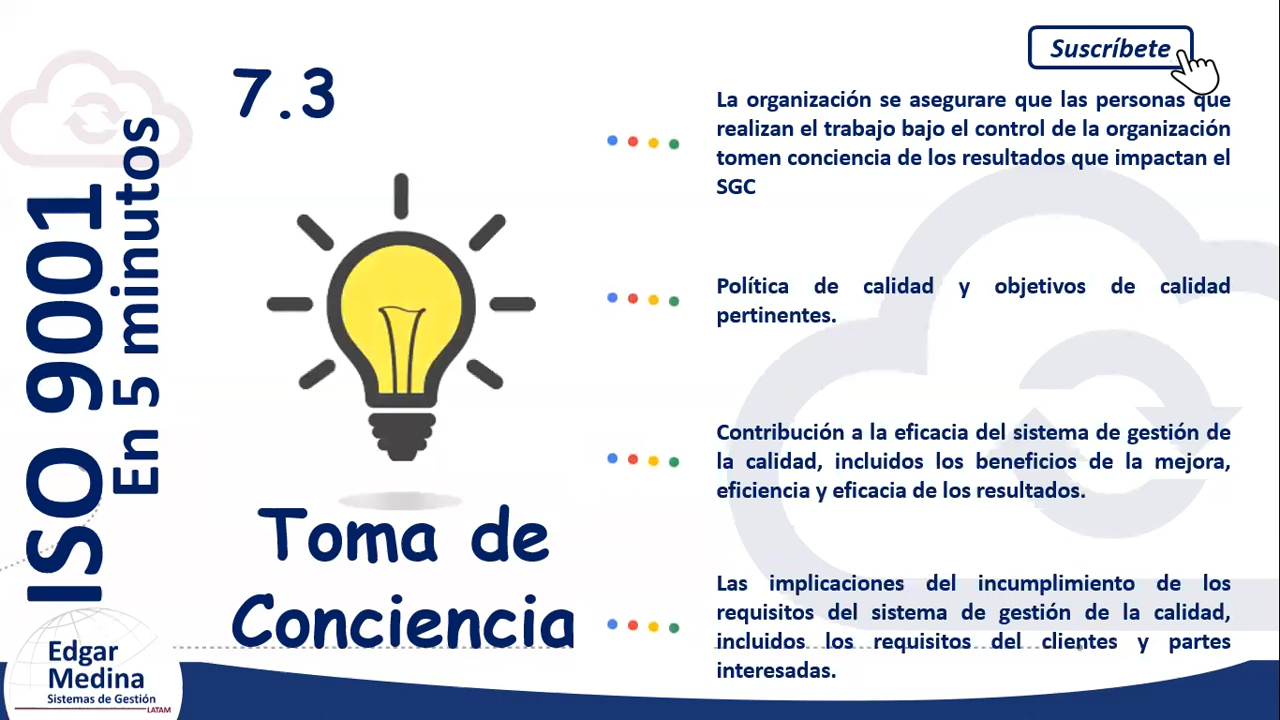 Suscríbete
7.3
ISO 9001
En 5 minutos
La organización se asegurare que las personas que
realizan el trabajo bajo el control de la organización
tomen conciencia de los resultados que impactan el
SGC
Política de calidad y objetivos de calidad
pertinentes.
Contribución a la eficacia del sistema de gestión de
la calidad, incluidos los beneficios de la mejora,
eficiencia y eficacia de los resultados.
Toma de
Conciencia
Las implicaciones del incumplimiento de los
requisitos del sistema de gestión de la calidad,
incluidos los requisitos del clientes y partes
interesadas.
Edgar
Medina
Sistemas de Gestión
LATAM